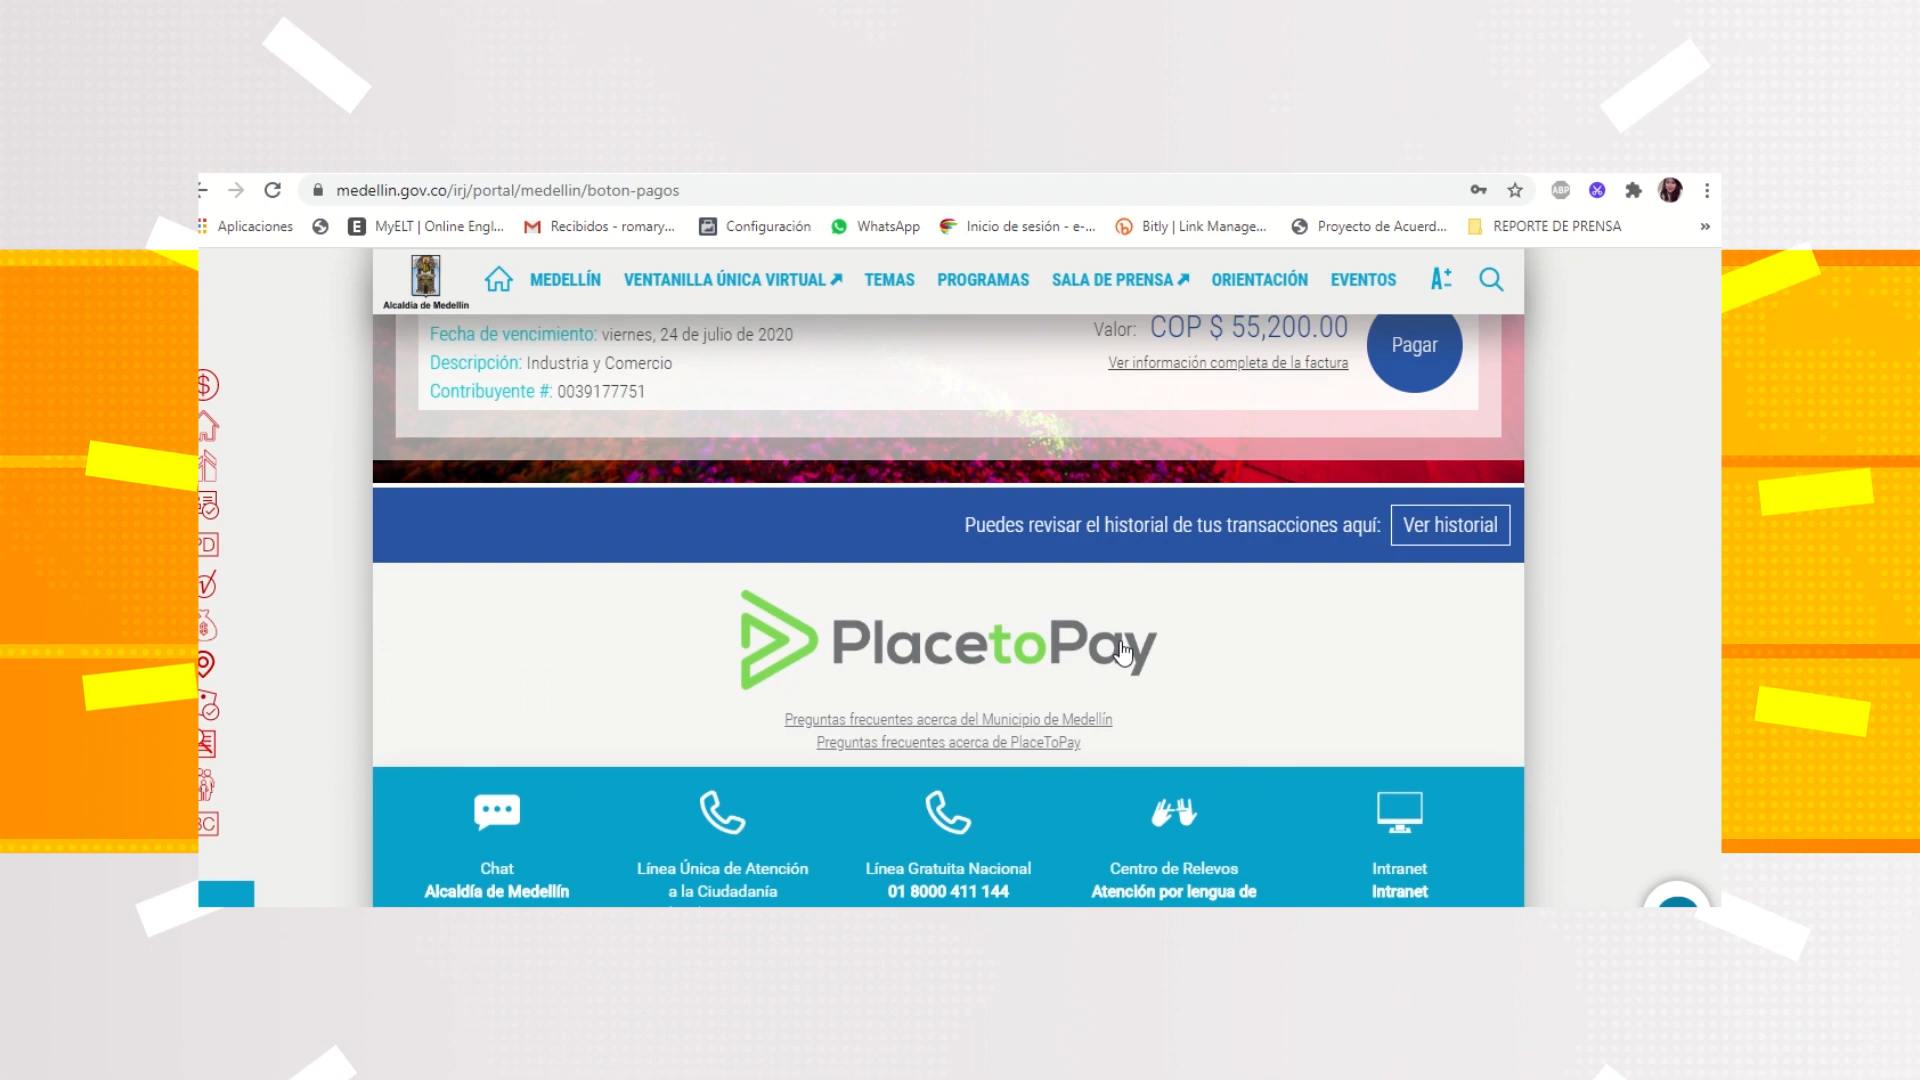 medellin.gov.co/irj/portal/medellin/boton-pagos
ABP
Aplicaciones
E MyELT | Online Engl...
Recibidos - romary...
Configuración
WhatsApp
Inicio de sesión - e-...
Bitly | Link Manage...
Proyecto de Acuerd...
REPORTE DE PRENSA
»
Alcaldía de Medellín
MEDELLÍN
VENTANILLA ÚNICA VIRTUAL
TEMAS
PROGRAMAS
SALA DE PRENSA
ORIENTACIÓN
EVENTOS
Fecha de vencimiento: viernes, 24 de julio de 2020
Descripción: Industria y Comercio
Contribuyente #: 0039177751
Valor: COP $ 55,200.00
Ver información completa de la factura
Pagar
Puedes revisar el historial de tus transacciones aquí:
Ver historial
PlacetoPay
Preguntas frecuentes acerca del Municipio de Medellín
Preguntas frecuentes acerca de PlaceToPay
Chat
Alcaldía de Medellín
Línea Única de Atención
a la Ciudadanía
Línea Gratuita Nacional
01 8000 411 144
Centro de Relevos
Atención por lengua de
Intranet
Intranet